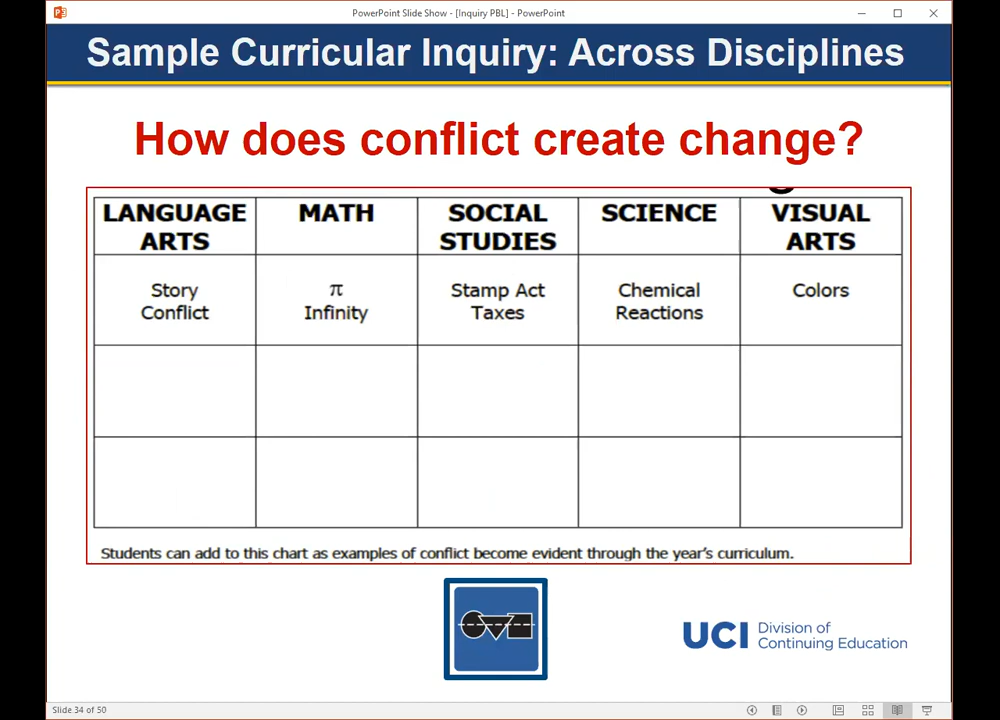 PowerPoint Slide Show - [Inquiry PBL] - PowerPoint
Sample Curricular Inquiry: Across Disciplines
How does conflict create change?
LANGUAGE ARTS
MATH
SOCIAL STUDIES
SCIENCE
VISUAL ARTS
Story
Conflict
π
Infinity
Stamp Act
Taxes
Chemical
Reactions
Colors
Students can add to this chart as examples of conflict become evident through the year's curriculum.
UCI Division of
Continuing Education
Slide 34 of 50